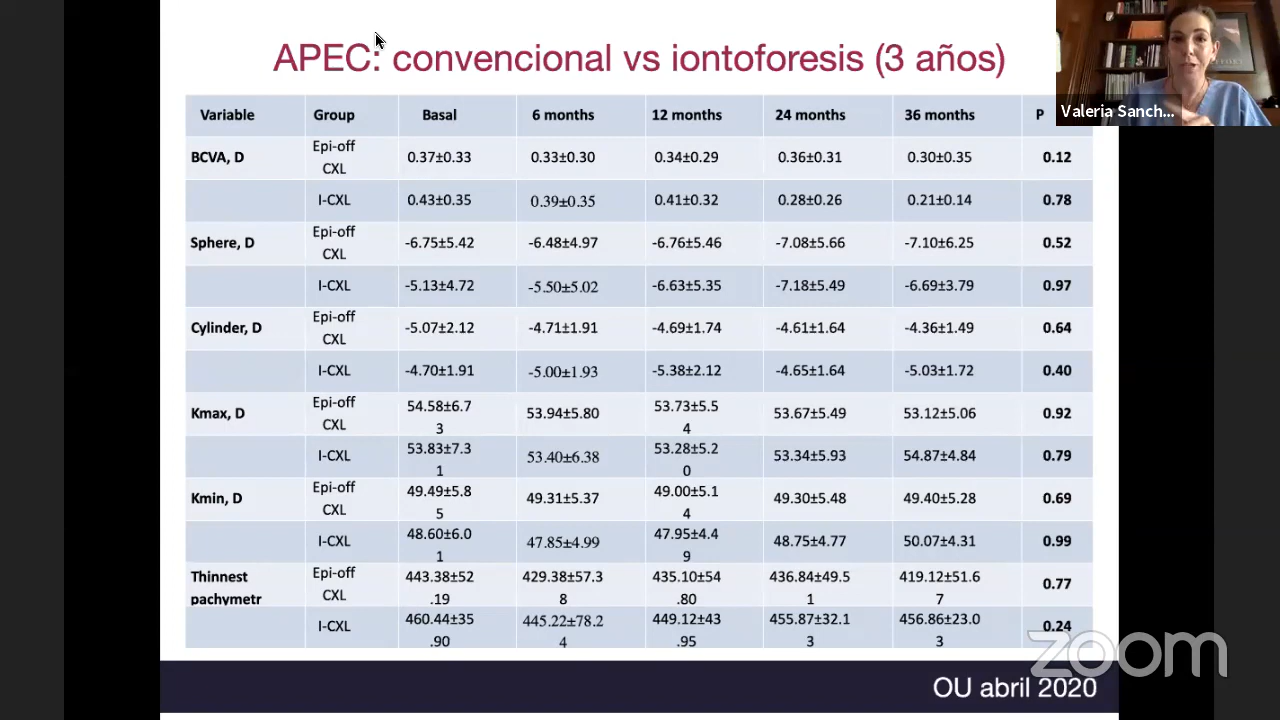 APEC: convencional vs iontoforesis (3 años)
Valeria Sanch...
Variable Group Basal 6 months 12 months 24 months 36 months P
BCVA, D Epi-off CXL 0.37±0.33 0.33±0.30 0.34±0.29 0.36±0.31 0.30±0.35 0.12
I-CXL 0.43±0.35 0.39±0.35 0.41±0.32 0.28±0.26 0.21±0.14 0.78
Sphere, D Epi-off CXL -6.75±5.42 -6.48±4.97 -6.76±5.46 -7.08±5.66 -7.10±6.25 0.52
I-CXL -5.13±4.72 -5.50±5.02 -6.63±5.35 -7.18±5.49 -6.69±3.79 0.97
Cylinder, D Epi-off CXL -5.07±2.12 -4.71±1.91 -4.69±1.74 -4.61±1.64 -4.36±1.49 0.64
I-CXL -4.70±1.91 -5.00±1.93 -5.38±2.12 -4.65±1.64 -5.03±1.72 0.40
Kmax, D Epi-off CXL 54.58±6.73 53.94±5.80 53.73±5.54 53.67±5.49 53.12±5.06 0.92
I-CXL 53.83±7.31 53.40±6.38 53.28±5.20 53.34±5.93 54.87±4.84 0.79
Kmin, D Epi-off CXL 49.49±5.85 49.31±5.37 49.00±5.14 49.30±5.48 49.40±5.28 0.69
I-CXL 48.60±6.01 47.85±4.99 47.95±4.49 48.75±4.77 50.07±4.31 0.99
Thinnest pachymetr Epi-off CXL 443.38±52.19 429.38±57.38 435.10±54.80 436.84±49.51 419.12±51.67 0.77
I-CXL 460.44±35.90 445.22±78.24 449.12±43.95 455.87±32.13 456.86±23.03 0.24
zoom
OU abril 2020